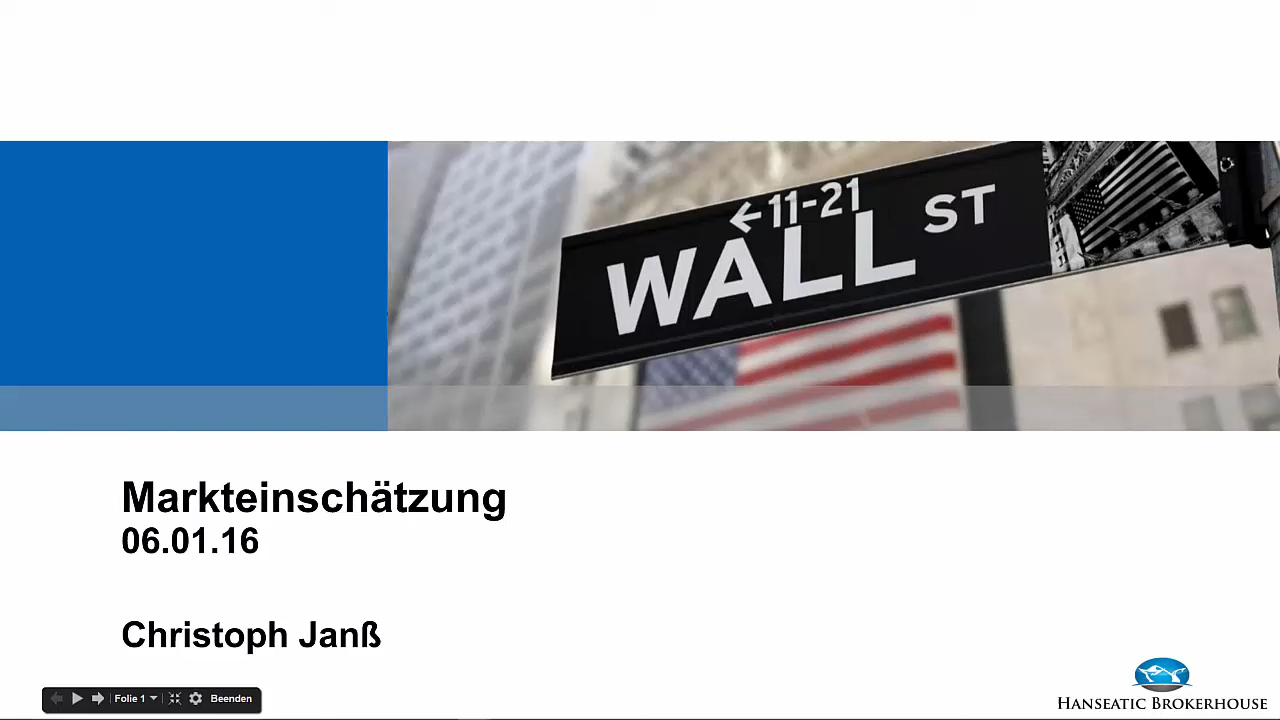 ←11-21
WALL ST
Markteinschätzung
06.01.16
Christoph Janß
Folie 1
Beenden
HANSEATIC BROKERHOUSE